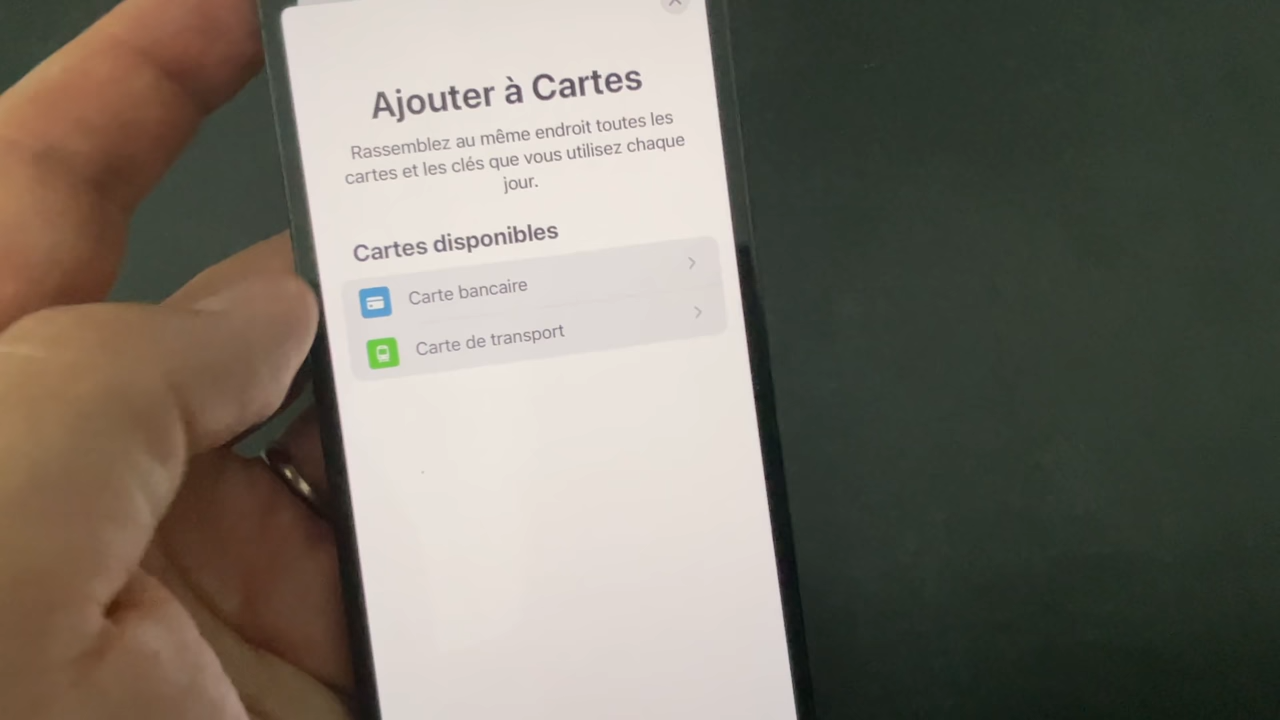 Ajouter à Cartes
Rassemblez au même endroit toutes les
cartes et les clés que vous utilisez chaque
jour.
Cartes disponibles
Carte bancaire
Carte de transport